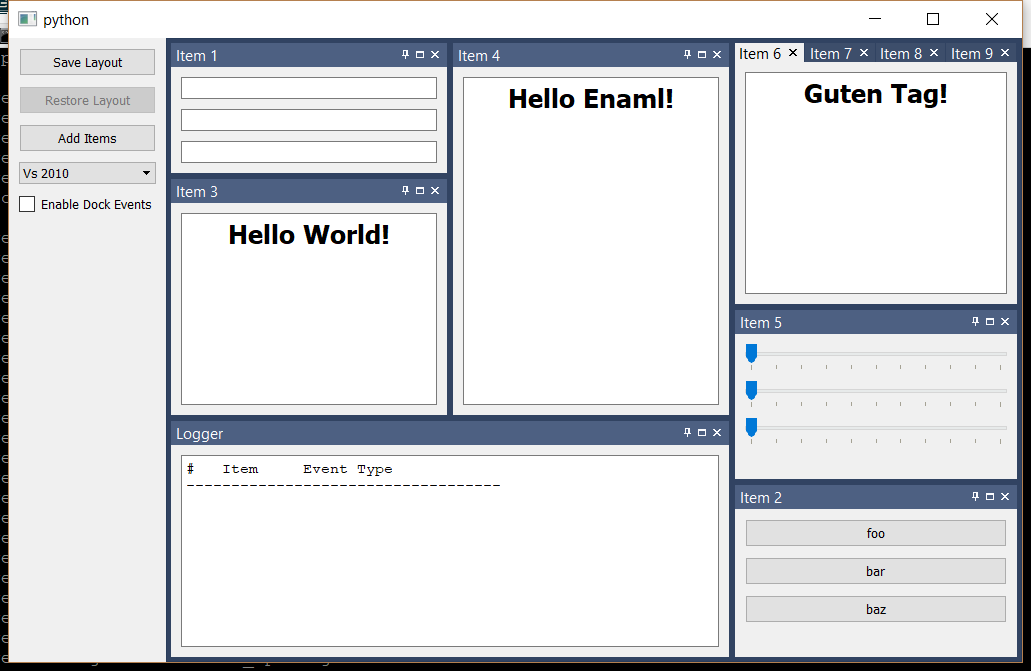 python
Save Layout
Restore Layout
Add Items
Vs 2010
Enable Dock Events
Item 1
Item 3
Hello World!
Item 4
Hello Enaml!
Logger
# Item Event Type
-----------------------------------
Item 6 Item 7 Item 8 Item 9
Guten Tag!
Item 5
Item 2
foo
bar
baz